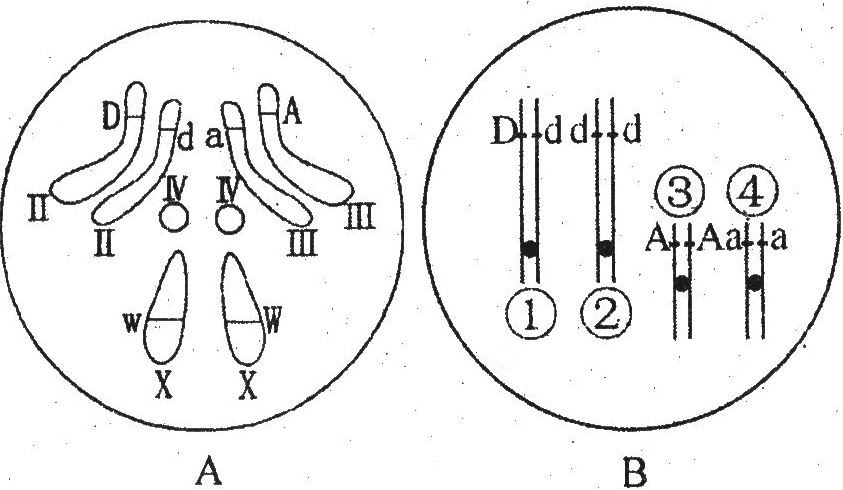 D d a A
II II IV IV III III
w W
X X
A
D d d d
③ ④
A A a a
① ②
B